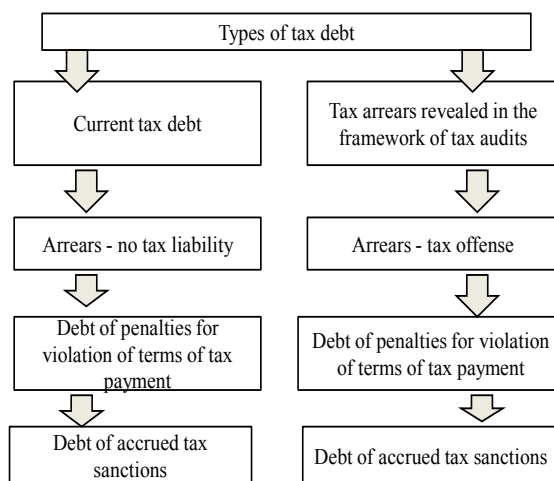 Types of tax debt
Current tax debt
Tax arrears revealed in the
framework of tax audits
Arrears - no tax liability
Arrears - tax offense
Debt of penalties for
violation of terms of tax
payment
Debt of penalties for violation
of terms of tax payment
Debt of accrued tax
sanctions
Debt of accrued tax sanctions